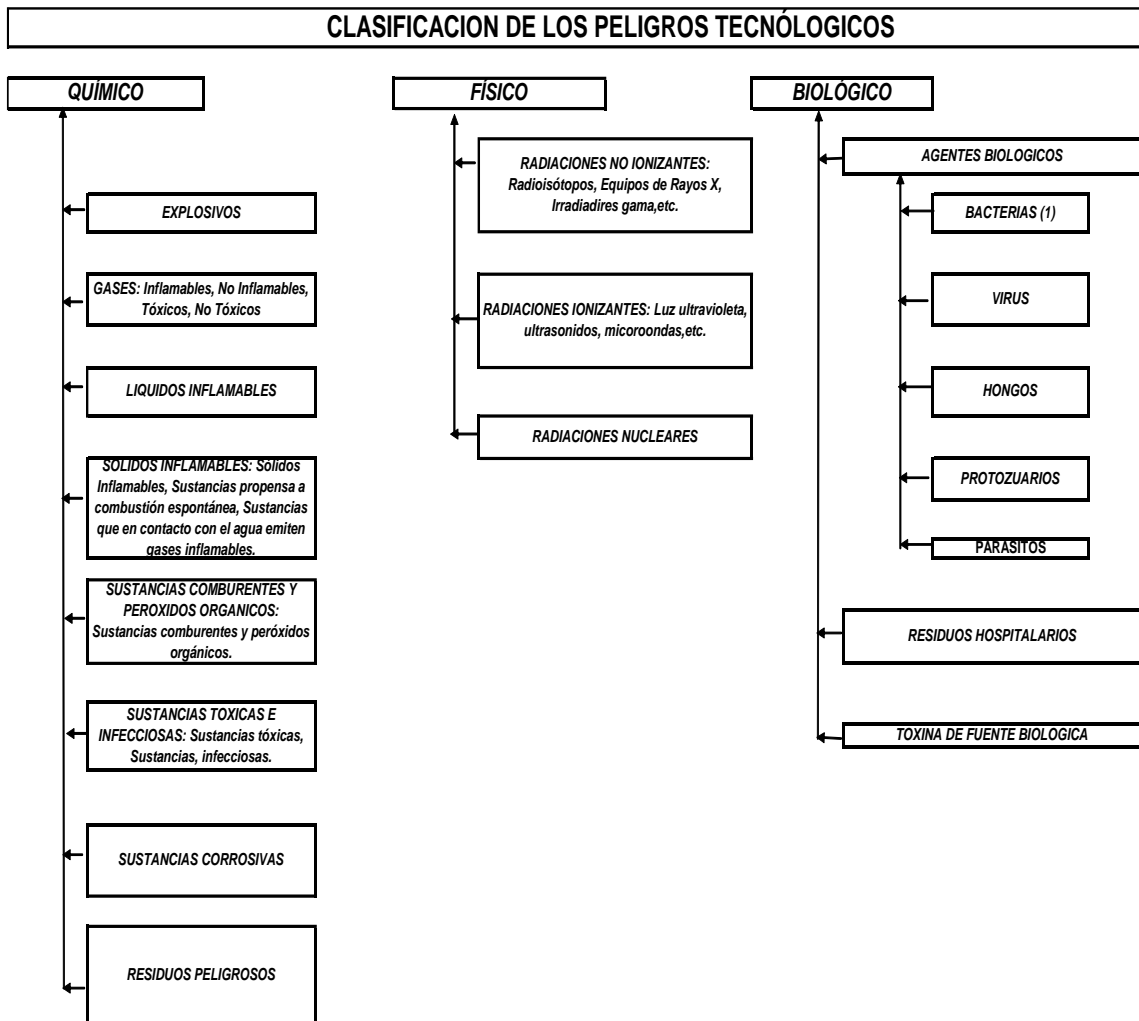 CLASIFICACION DE LOS PELIGROS TECNÓLOGICOS
QUÍMICO
EXPLOSIVOS
GASES: Inflamables, No Inflamables,
Tóxicos, No Tóxicos
LIQUIDOS INFLAMABLES
SOLIDOS INFLAMABLES: Sólidos
Inflamables, Sustancias propensa a
combustión espontánea, Sustancias
que en contacto con el agua emiten
gases inflamables.
SUSTANCIAS COMBURENTES Y
PEROXIDOS ORGANICOS:
Sustancias comburentes y peróxidos
orgánicos.
SUSTANCIAS TOXICAS E
INFECCIOSAS: Sustancias tóxicas,
Sustancias, infecciosas.
SUSTANCIAS CORROSIVAS
RESIDUOS PELIGROSOS
FÍSICO
RADIACIONES NO IONIZANTES:
Radioisótopos, Equipos de Rayos X,
Irradiadires gama,etc.
RADIACIONES IONIZANTES: Luz ultravioleta,
ultrasonidos, micoroondas,etc.
RADIACIONES NUCLEARES
BIOLÓGICO
AGENTES BIOLOGICOS
BACTERIAS (1)
VIRUS
HONGOS
PROTOZUARIOS
PARASITOS
RESIDUOS HOSPITALARIOS
TOXINA DE FUENTE BIOLOGICA